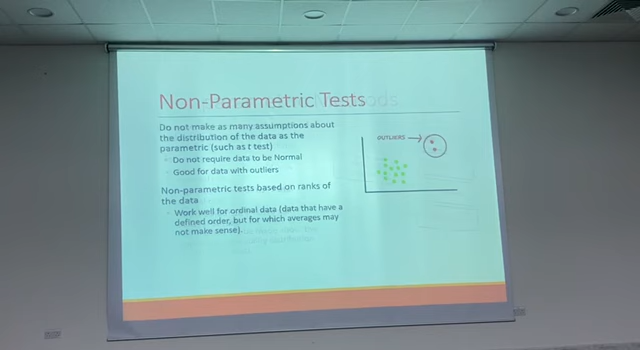 Non-Parametric Tests
Do not make as many assumptions about
the distribution of the data as the
parametric (such as t test)
Do not require data to be Normal
Good for data with outliers
Non-parametric tests based on ranks of
the data
Work well for ordinal data (data that have a
defined order, but for which averages may
not make sense).
OUTLIERS